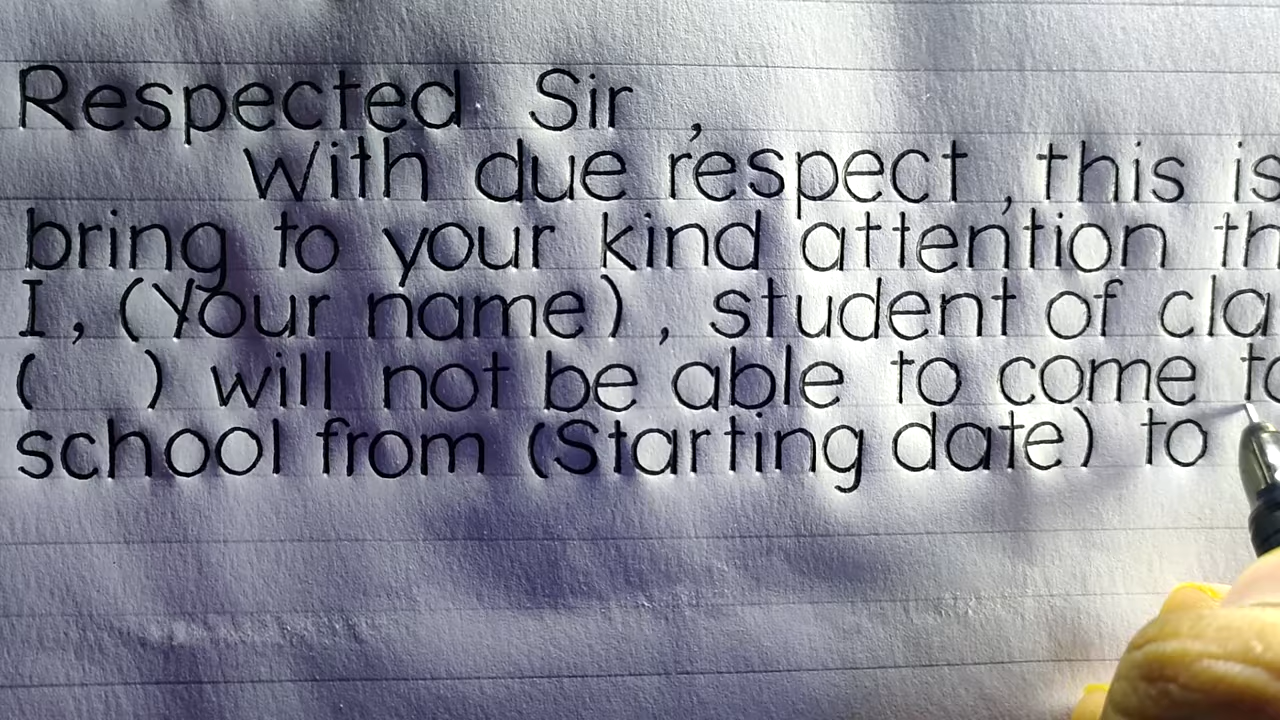 Respected Sir ,
With due respect , this is
bring to your kind attention th
I , (Your name) , student of cla
( ) will not be able to come to
school from (Starting date) to